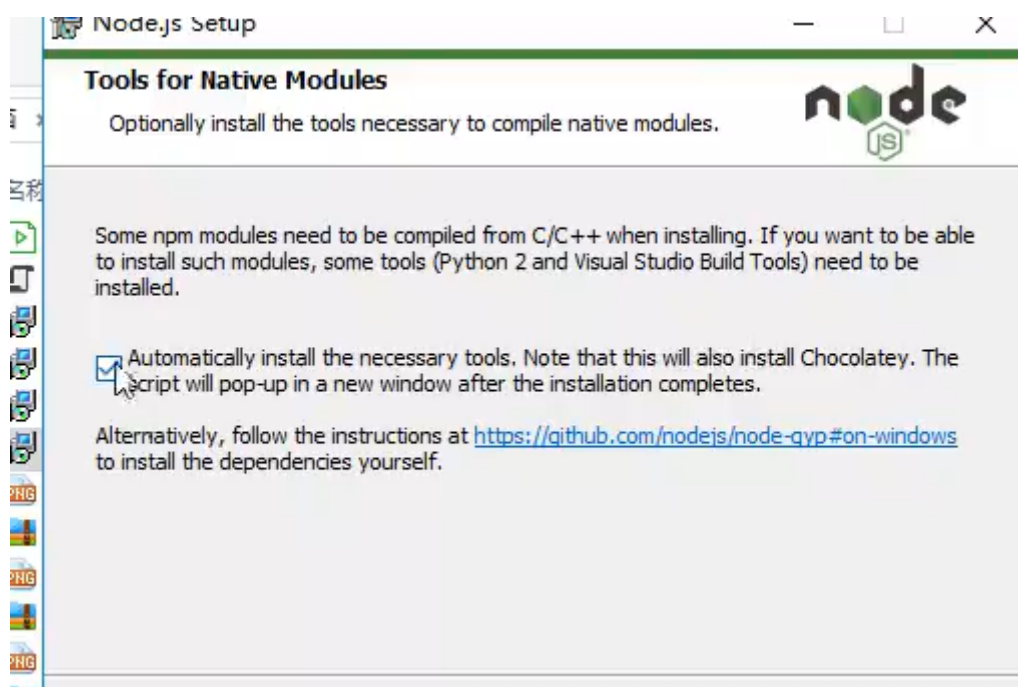 Node.js Setup
Tools for Native Modules
Optionally install the tools necessary to compile native modules.
node
JS
名称
Some npm modules need to be compiled from C/C++ when installing. If you want to be able
to install such modules, some tools (Python 2 and Visual Studio Build Tools) need to be
installed.
Automatically install the necessary tools. Note that this will also install Chocolatey. The
script will pop-up in a new window after the installation completes.
Alternatively, follow the instructions at https://github.com/nodejs/node-gyp#on-windows
to install the dependencies yourself.
PNG
PNG
PNG